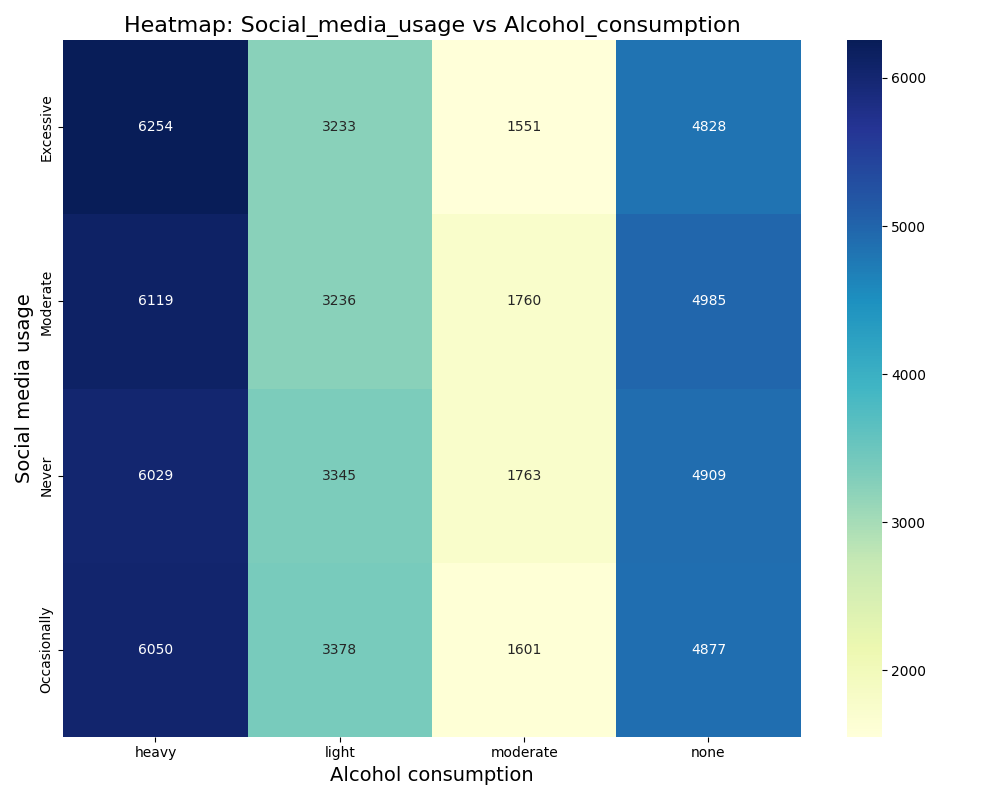 Heatmap: Social_media_usage vs Alcohol_consumption
Social media usage
Excessive
6254 3233 1551 4828
Moderate
6119 3236 1760 4985
Never
6029 3345 1763 4909
Occasionally
6050 3378 1601 4877
heavy light moderate none
Alcohol consumption
6000
5000
4000
3000
2000